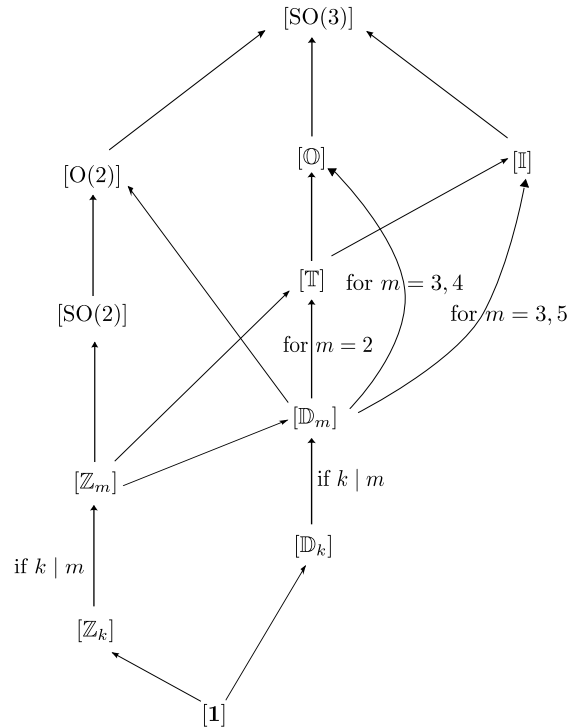 [SO(3)]
[O(2)]
[𝕆]
[𝕀]
[𝕋]
for m = 3, 4
[SO(2)]
for m = 3, 5
for m = 2
[𝔻ₘ]
[ℤₘ]
if k | m
[𝔻ₖ]
if k | m
[ℤₖ]
[𝟏]